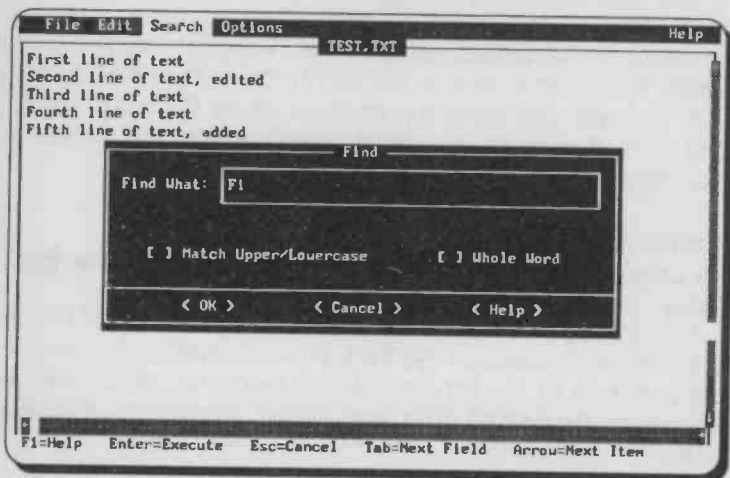 File Edit Search Options Help
TEST.TXT
First line of text
Second line of text, edited
Third line of text
Fourth line of text
Fifth line of text, added
Find
Find What: Fi
[ ] Match Upper/Lowercase [ ] Whole Word
< OK > < Cancel > < Help >
F1=Help Enter=Execute Esc=Cancel Tab=Next Field Arrow=Next Item